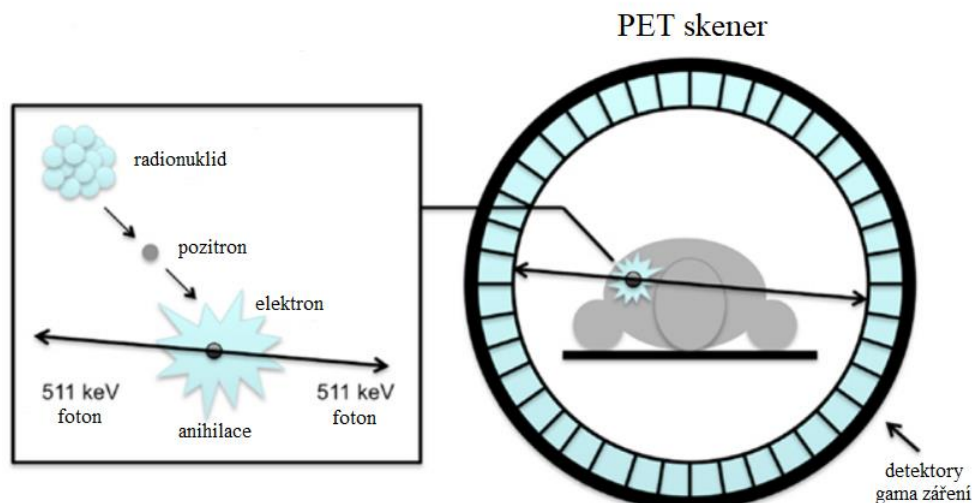 PET skener
radionuklid
pozitron
elektron
511 keV
foton
511 keV
foton
anihilace
detektory
gama záření